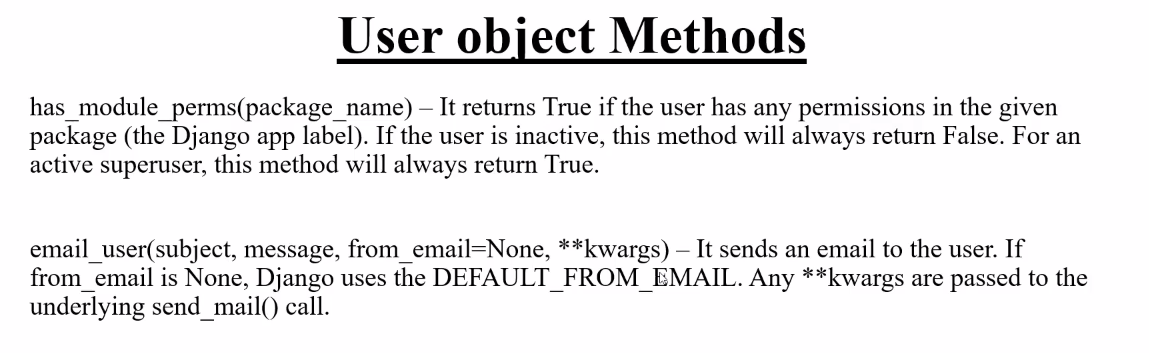 User object Methods
has_module_perms(package_name) – It returns True if the user has any permissions in the given
package (the Django app label). If the user is inactive, this method will always return False. For an
active superuser, this method will always return True.
email_user(subject, message, from_email=None, **kwargs) – It sends an email to the user. If
from_email is None, Django uses the DEFAULT_FROM_EMAIL. Any **kwargs are passed to the
underlying send_mail() call.